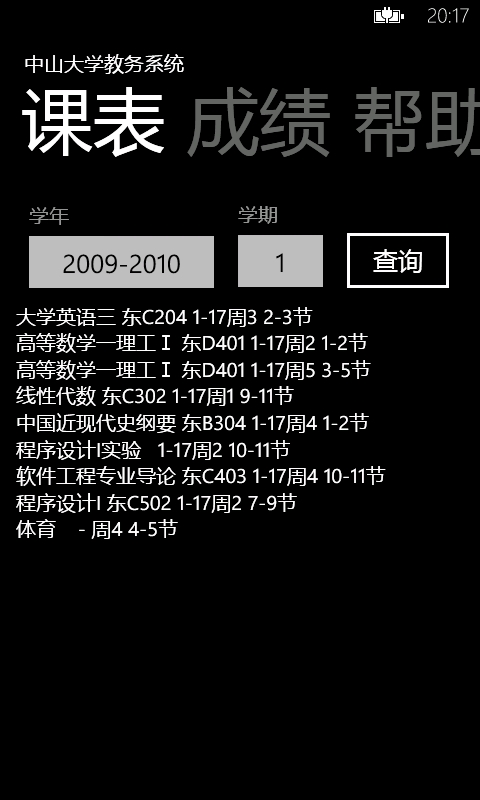 20:17
中山大学教务系统
课表 成绩 帮助
学年 学期
2009-2010 1 查询
大学英语三 东C204 1-17周3 2-3节
高等数学一理工Ⅰ 东D401 1-17周2 1-2节
高等数学一理工Ⅰ 东D401 1-17周5 3-5节
线性代数 东C302 1-17周1 9-11节
中国近现代史纲要 东B304 1-17周4 1-2节
程序设计I实验 1-17周2 10-11节
软件工程专业导论 东C403 1-17周4 10-11节
程序设计I 东C502 1-17周2 7-9节
体育 - 周4 4-5节